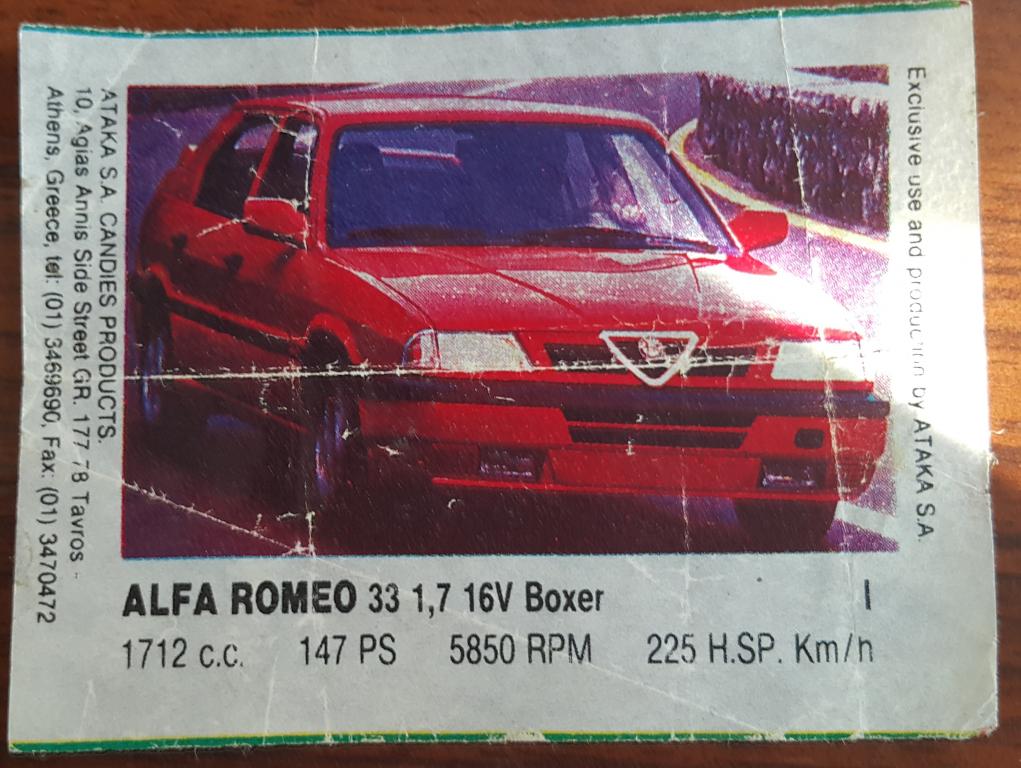 ATAKA S.A. CANDIES PRODUCTS.
10, Agias Annis Side Street GR. 177 78 Tavros -
Athens, Greece, tel: (01) 3469690, Fax: (01) 3470472
Exclusive use and production by ATAKA S.A.
ALFA ROMEO 33 1,7 16V Boxer I
1712 c.c. 147 PS 5850 RPM 225 H.SP. Km/h